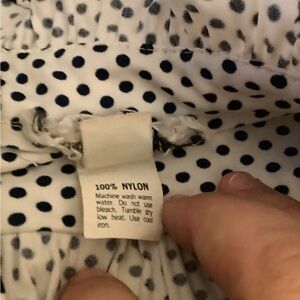 100% NYLON
Machine wash warm
water. Do not use
bleach. Tumble dry
low heat. Use cool
iron.